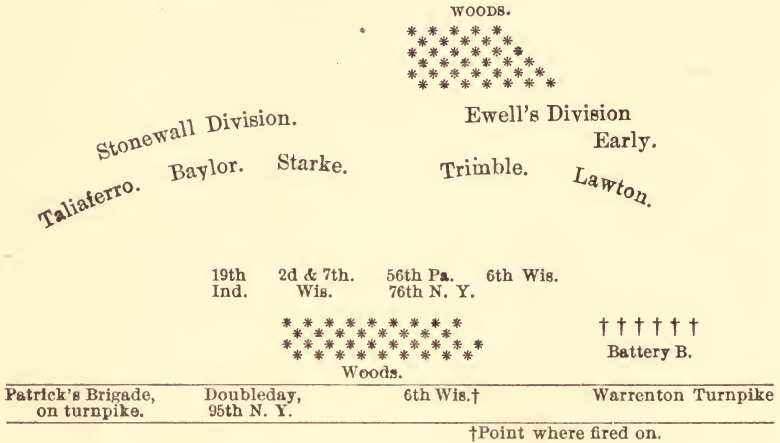 WOODS.
Stonewall Division.
Ewell's Division
Early.
Taliaferro. Baylor. Starke. Trimble. Lawton.
19th 2d & 7th. 56th Pa. 6th Wis.
Ind. Wis. 76th N. Y.
† † † † † †
Battery B.
Woods.
Patrick's Brigade, Doubleday, 6th Wis.† Warrenton Turnpike
on turnpike. 95th N. Y.
†Point where fired on.